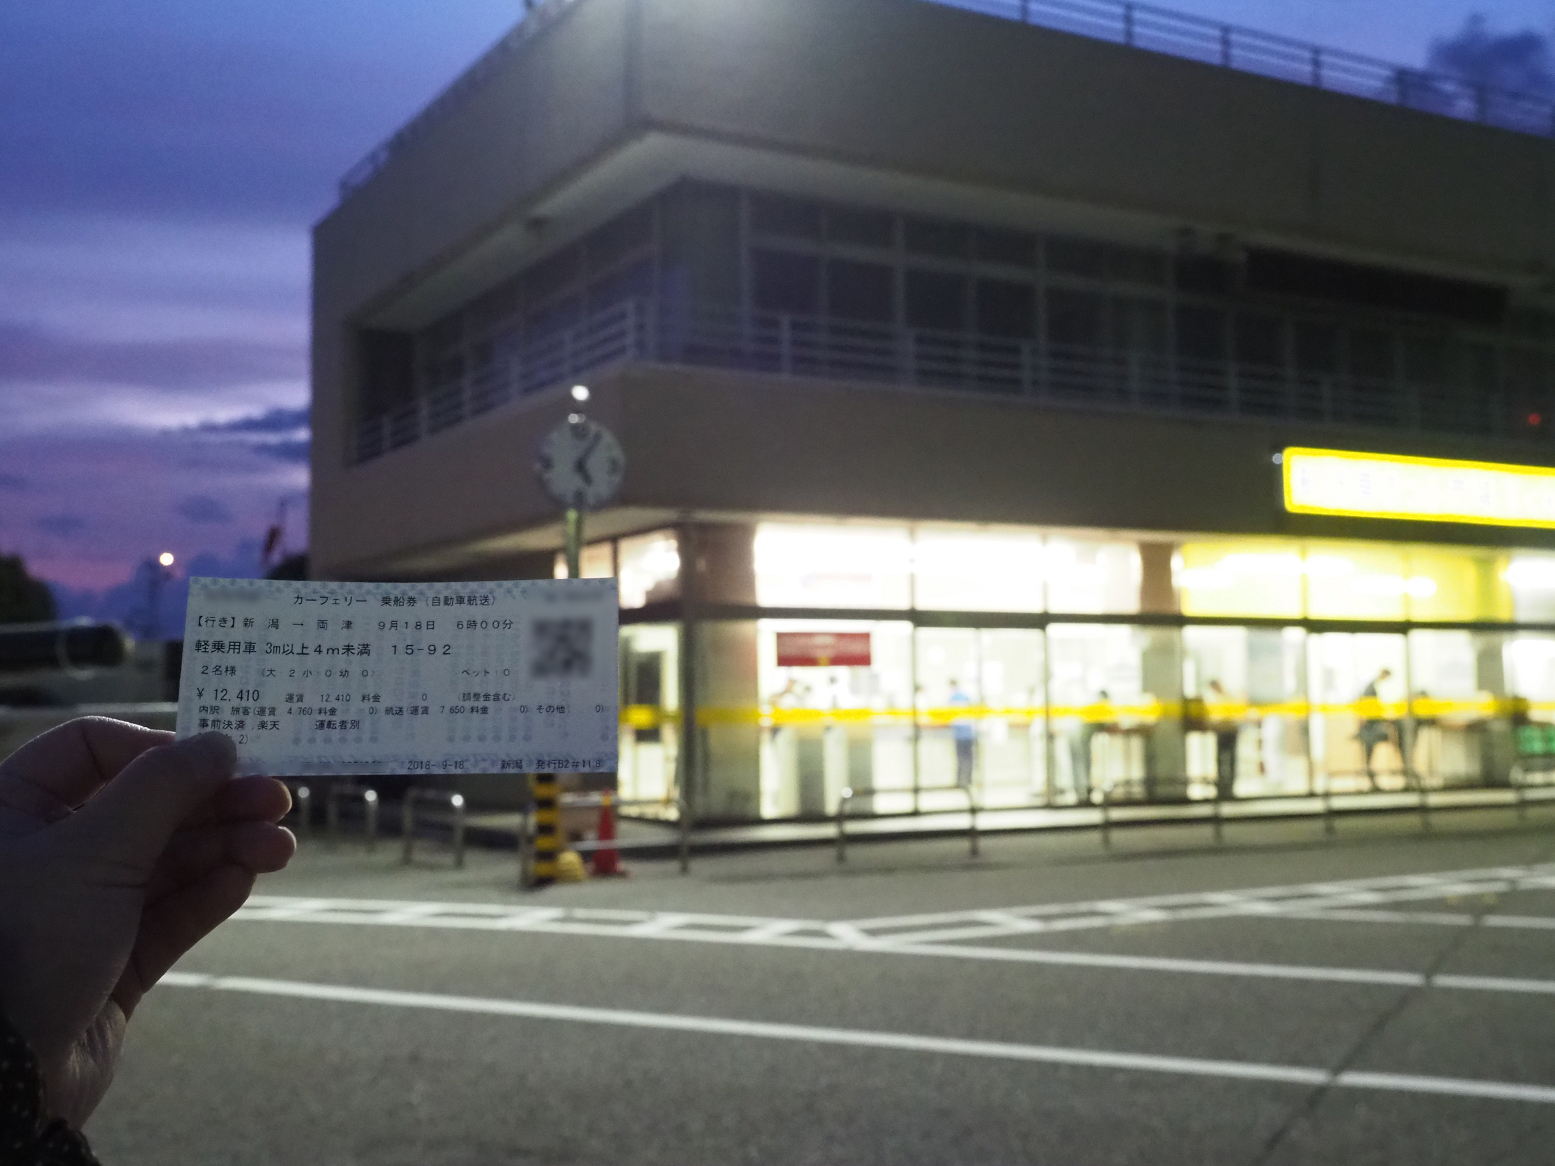 カーフェリー 乗船券（自動車航送）
【行き】新 潟 → 両 津 9月18日 6時00分
軽乗用車 3m以上4m未満 15-92
2名様 (大 2 小 0 幼 0) ペット: 0
¥ 12,410 運賃 12,410 料金 0 (調整金含む)
内訳 旅客(運賃 4,760 料金 0) 航送(運賃 7,650 料金 0) その他 0)
事前決済 楽天 運転者別
2)
2018- 9-18 新潟 発行B2#